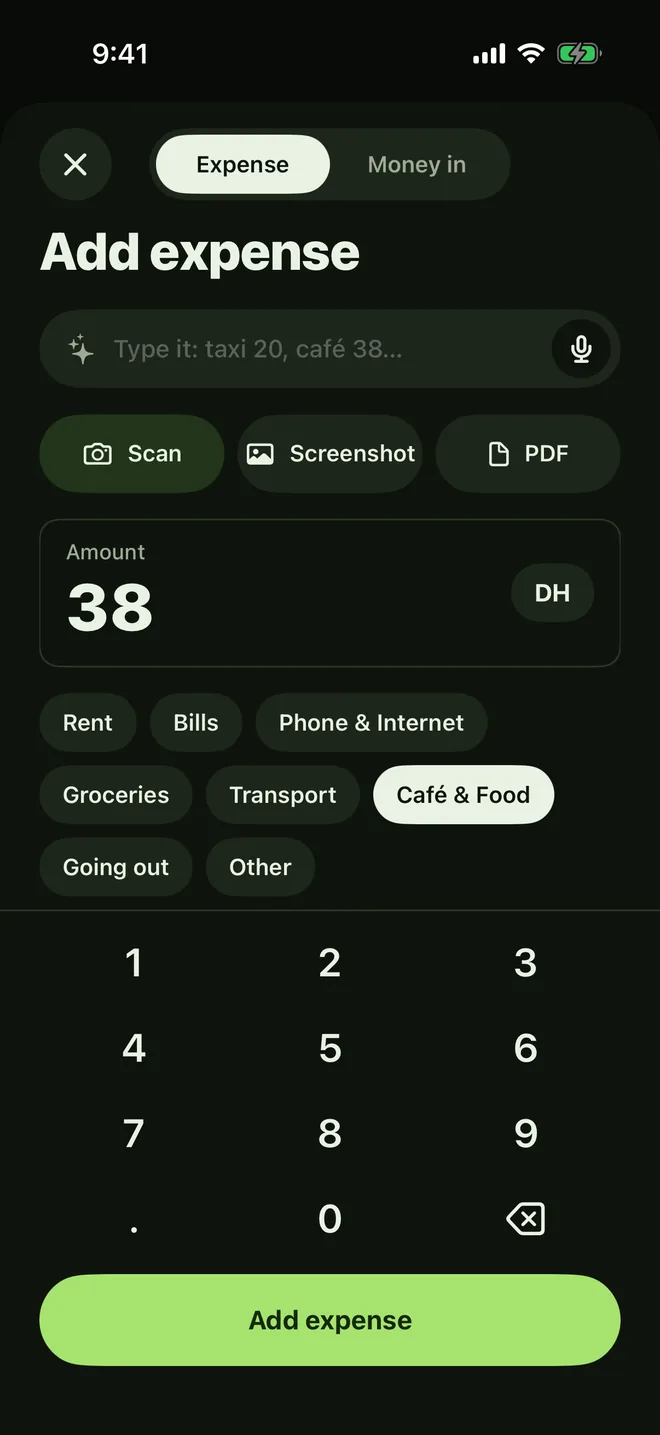 9:41
Expense Money in
Add expense
Type it: taxi 20, café 38...
Scan Screenshot PDF
Amount
38 DH
Rent Bills Phone & Internet
Groceries Transport Café & Food
Going out Other
1 2 3
4 5 6
7 8 9
. 0
Add expense